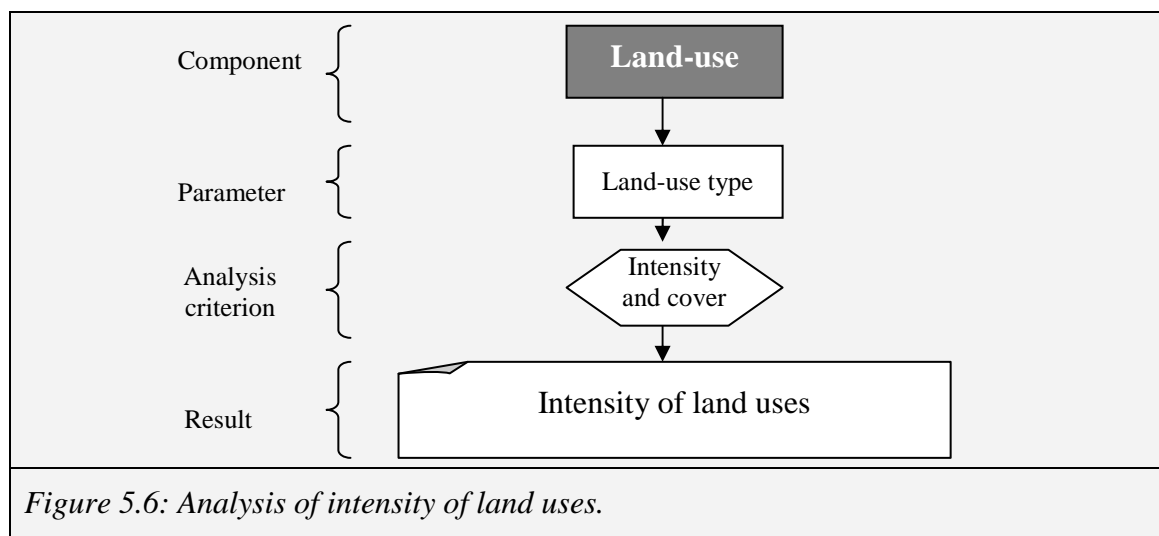 Component
Land-use
Parameter
Land-use type
Analysis
criterion
Intensity
and cover
Result
Intensity of land uses
Figure 5.6: Analysis of intensity of land uses.